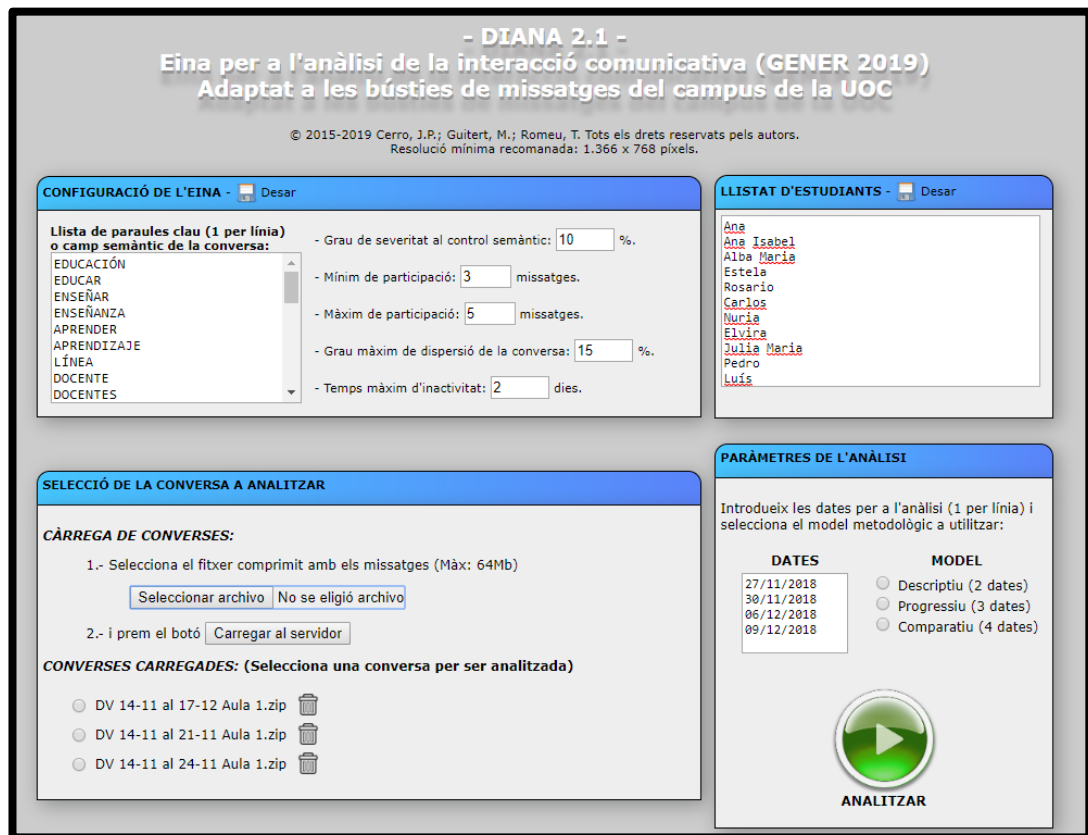 - DIANA 2.1 -
Eina per a l'anàlisi de la interacció comunicativa (GENER 2019)
Adaptat a les bústies de missatges del campus de la UOC
© 2015-2019 Cerro, J.P.; Guitert, M.; Romeu, T. Tots els drets reservats pels autors.
Resolució mínima recomanada: 1.366 x 768 píxels.
CONFIGURACIÓ DE L'EINA - Desar
Llista de paraules clau (1 per línia)
o camp semàntic de la conversa:
EDUCACIÓN
EDUCAR
ENSEÑAR
ENSEÑANZA
APRENDER
APRENDIZAJE
LÍNEA
DOCENTE
DOCENTES
- Grau de severitat al control semàntic: 10 %.
- Mínim de participació: 3 missatges.
- Màxim de participació: 5 missatges.
- Grau màxim de dispersió de la conversa: 15 %.
- Temps màxim d'inactivitat: 2 dies.
LLISTAT D'ESTUDIANTS - Desar
Ana
Ana Isabel
Alba Maria
Estela
Rosario
Carlos
Nuria
Elvira
Julia Maria
Pedro
Luís
SELECCIÓ DE LA CONVERSA A ANALITZAR
CÀRREGA DE CONVERSES:
1.- Selecciona el fitxer comprimit amb els missatges (Màx: 64Mb)
Seleccionar archivo No se eligió archivo
2.- i prem el botó Carregar al servidor
CONVERSES CARREGADES: (Selecciona una conversa per ser analitzada)
DV 14-11 al 17-12 Aula 1.zip
DV 14-11 al 21-11 Aula 1.zip
DV 14-11 al 24-11 Aula 1.zip
PARÀMETRES DE L'ANÀLISI
Introdueix les dates per a l'anàlisi (1 per línia) i
selecciona el model metodològic a utilitzar:
DATES
27/11/2018
30/11/2018
06/12/2018
09/12/2018
MODEL
Descriptiu (2 dates)
Progressiu (3 dates)
Comparatiu (4 dates)
ANALITZAR